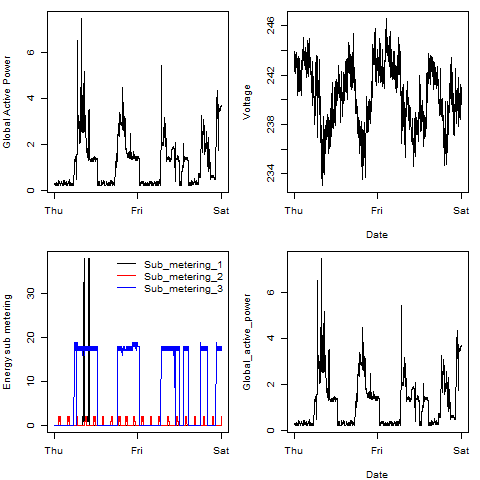 Global Active Power
6
4
2
0
Thu
Fri
Sat
Voltage
246
242
238
234
Thu
Fri
Sat
Date
Energy sub metering
30
20
10
0
Sub_metering_1
Sub_metering_2
Sub_metering_3
Thu
Fri
Sat
Global_active_power
6
4
2
0
Thu
Fri
Sat
Date